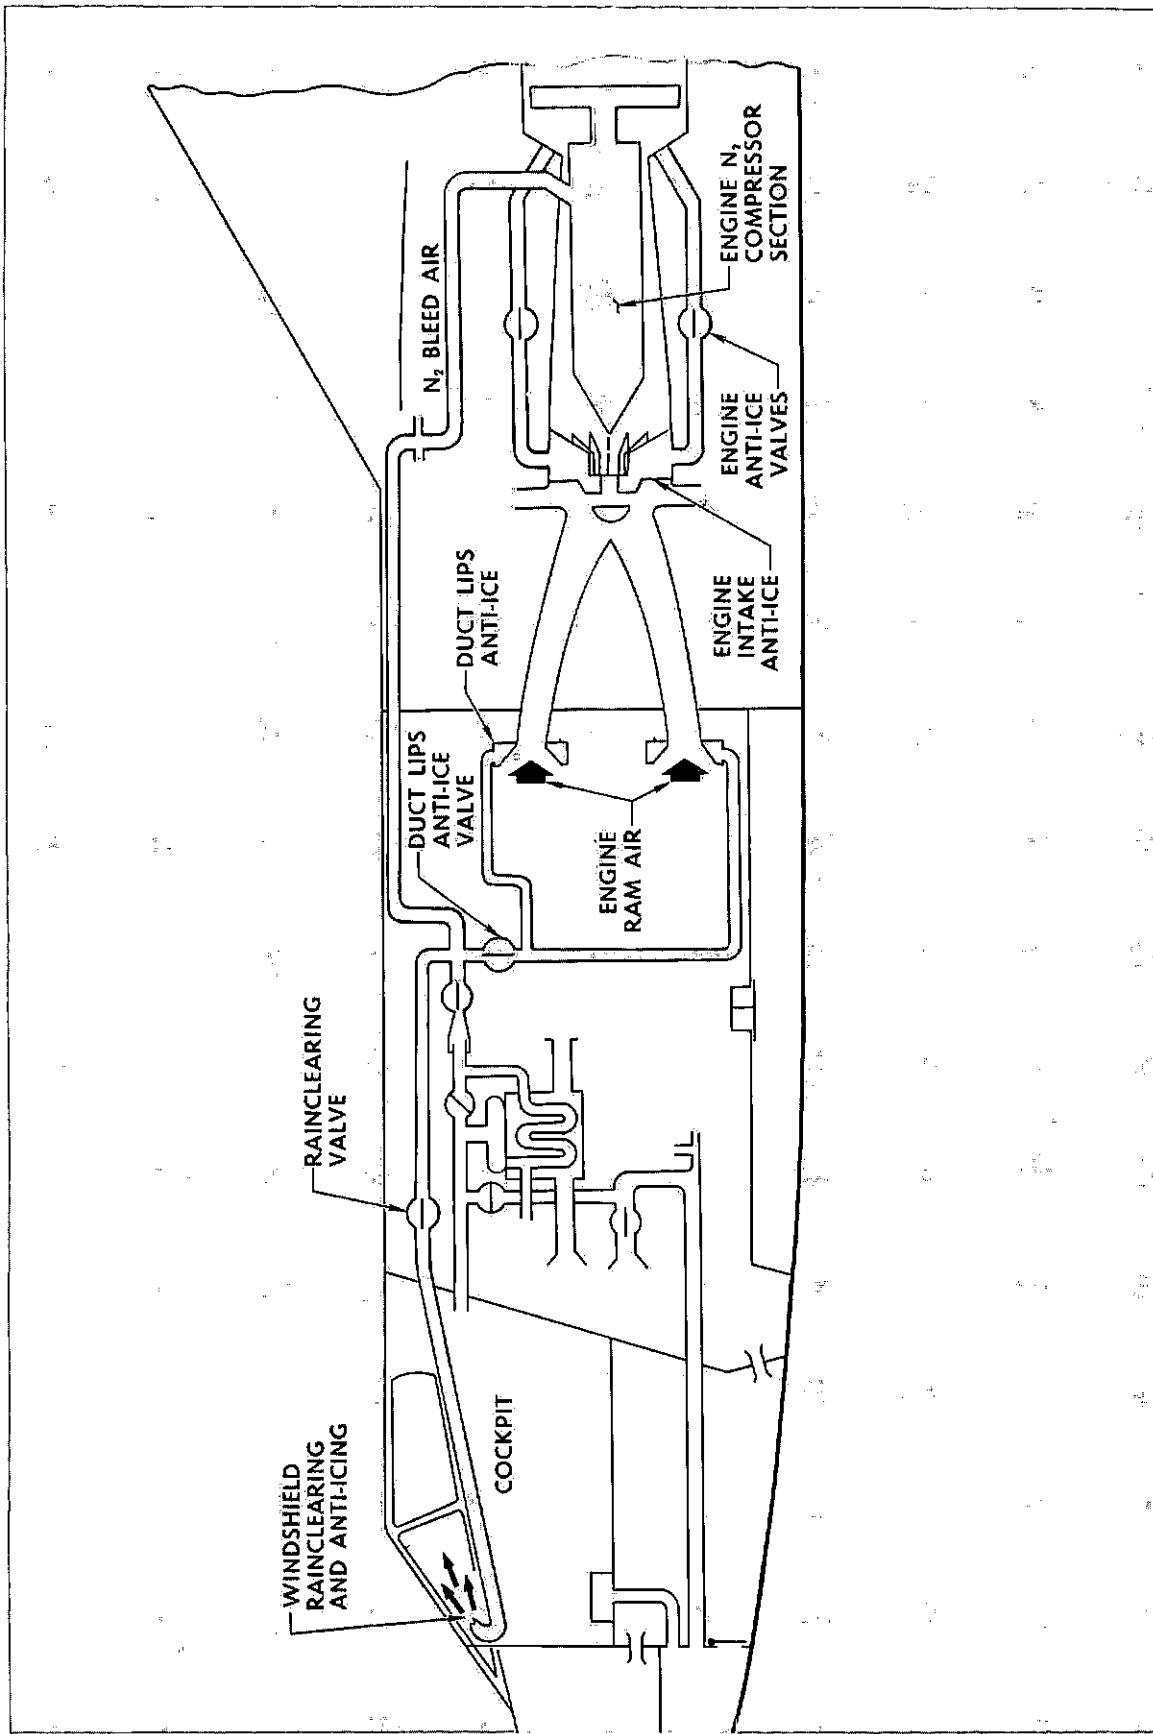 WINDSHIELD
RAINCLEARING
AND ANTI-ICING
COCKPIT
RAINCLEARING
VALVE
DUCT LIPS
ANTI-ICE
VALVE
DUCT LIPS
ANTI-ICE
N₂ BLEED AIR
ENGINE
RAM AIR
ENGINE
INTAKE
ANTI-ICE
ENGINE
ANTI-ICE
VALVES
ENGINE N₂
COMPRESSOR
SECTION